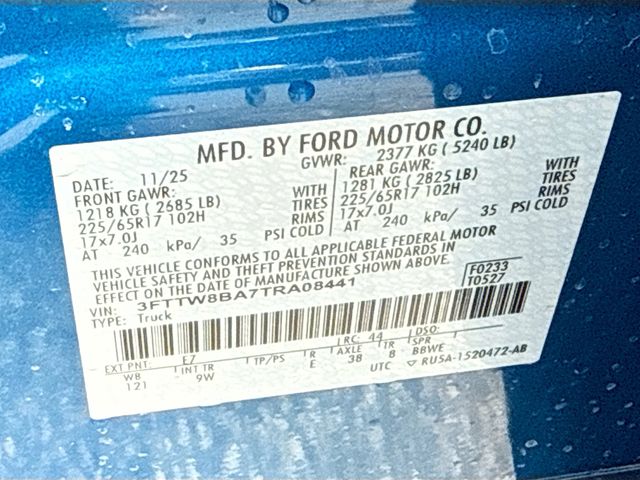 MFD. BY FORD MOTOR CO.
DATE: 11/25 GVWR: 2377 KG ( 5240 LB)
FRONT GAWR: WITH REAR GAWR: WITH
1218 KG ( 2685 LB) TIRES 1281 KG ( 2825 LB) TIRES
225/65R17 102H RIMS 225/65R17 102H RIMS
17x7.0J 17x7.0J
AT 240 kPa/ 35 PSI COLD AT 240 kPa/ 35 PSI COLD
THIS VEHICLE CONFORMS TO ALL APPLICABLE FEDERAL MOTOR
VEHICLE SAFETY AND THEFT PREVENTION STANDARDS IN
EFFECT ON THE DATE OF MANUFACTURE SHOWN ABOVE.
VIN: 3FTTW8BA7TRA08441 F0233
TYPE: Truck T0527
EXT PNT: EZ LRC: 44 DSO:
WB INT TR TP/PS R AXLE TR SPR
121 9W E 38 8 BBWE
UTC ▽ RU5A-1520472-AB